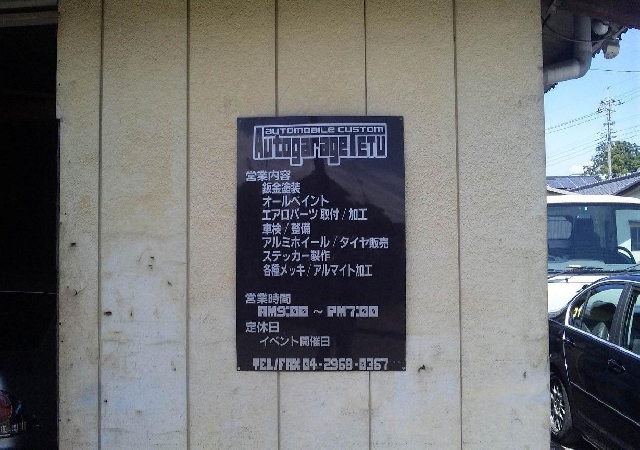 AUTOMOBILE CUSTOM
Autogarage TETU
営業内容
鈑金塗装
オールペイント
エアロパーツ取付/加工
車検/整備
アルミホイール/タイヤ販売
ステッカー製作
各種メッキ/アルマイト加工
営業時間
AM9:00 ～ PM7:00
定休日
イベント開催日
TEL/FAX 04-2968-0367